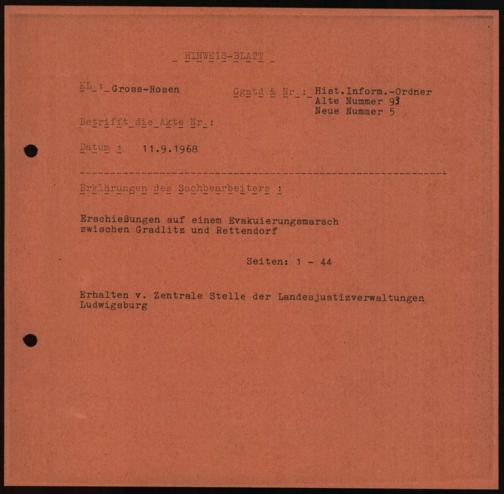 HINWEIS-BLATT
KL : Gross-Rosen Ggstd & Nr : Hist.Inform.-Ordner
Alte Nummer 93
Neue Nummer 5
Betrifft die Akte Nr. :
Datum : 11.9.1968
Erklärungen des Sachbearbeiters :
Erschießungen auf einem Evakuierungsmarsch
zwischen Gradlitz und Rettendorf
Seiten: 1 - 44
Erhalten v. Zentrale Stelle der Landesjustizverwaltungen
Ludwigsburg